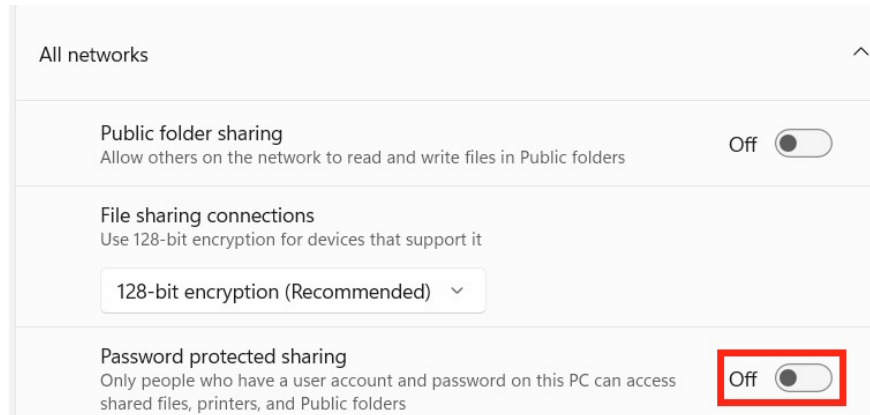 All networks
Public folder sharing
Allow others on the network to read and write files in Public folders
Off
File sharing connections
Use 128-bit encryption for devices that support it
128-bit encryption (Recommended)
Password protected sharing
Only people who have a user account and password on this PC can access
shared files, printers, and Public folders
Off